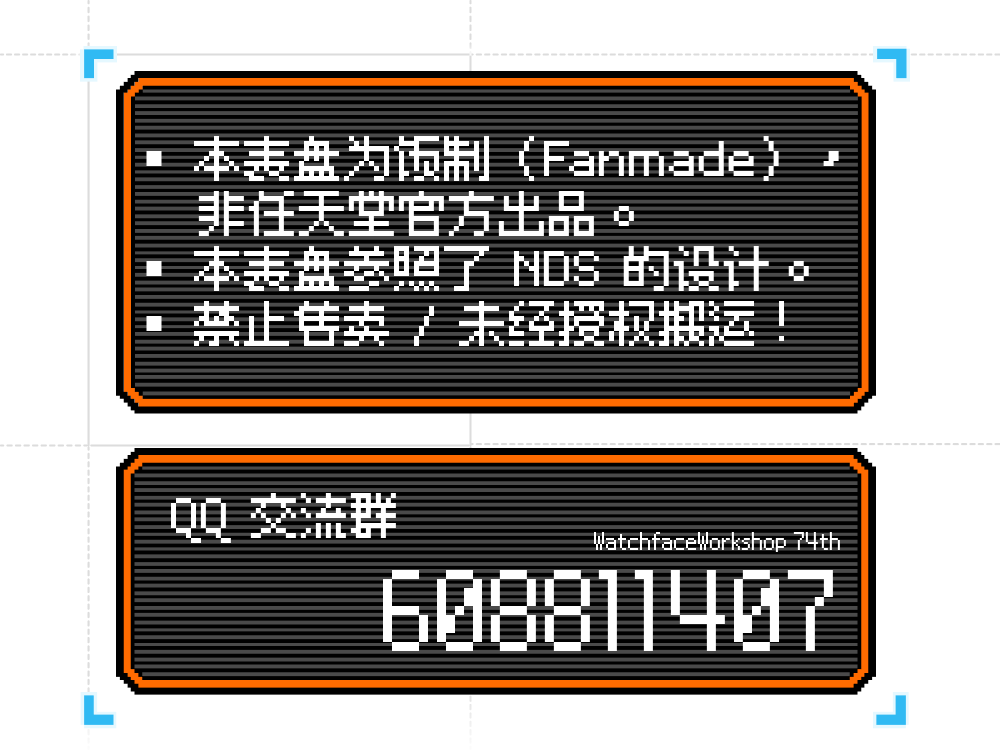 ▪ 本表盘为饭制（Fanmade），
非任天堂官方出品。
▪ 本表盘参照了 NDS 的设计。
▪ 禁止售卖 / 未经授权搬运！
QQ 交流群
WatchfaceWorkshop 74th
608811407